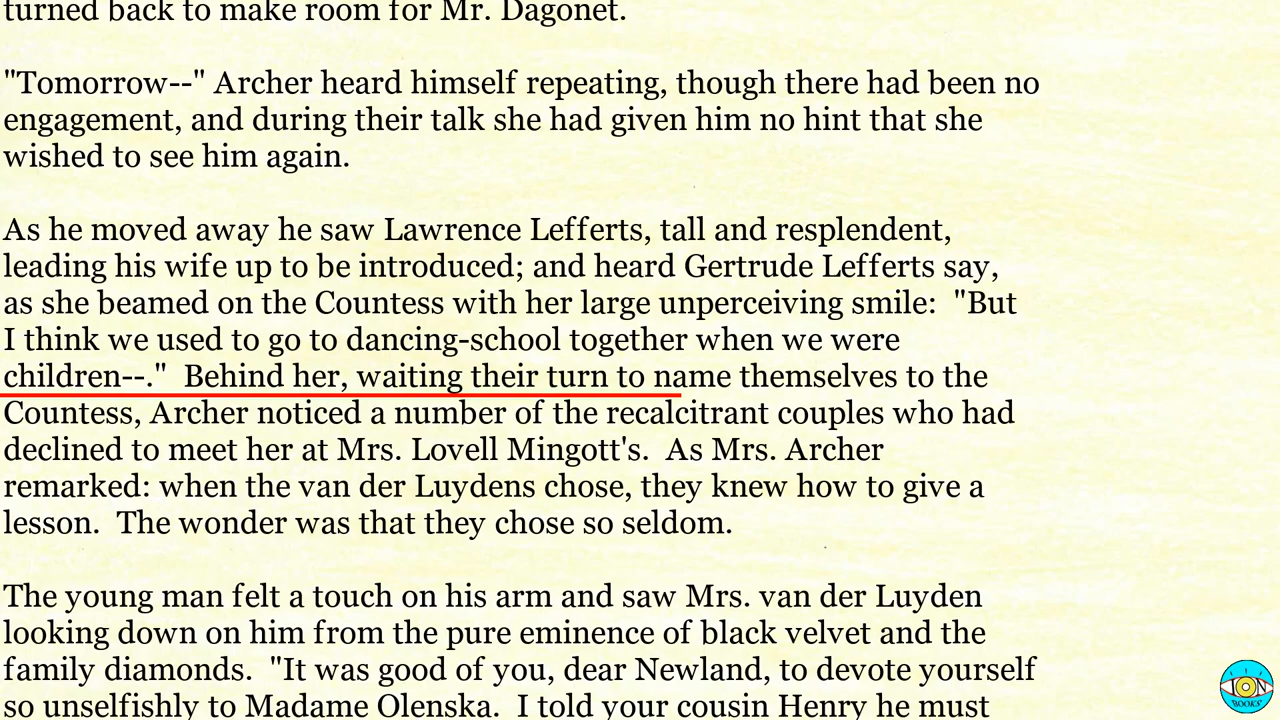 turned back to make room for Mr. Dagonet.
"Tomorrow--" Archer heard himself repeating, though there had been no
engagement, and during their talk she had given him no hint that she
wished to see him again.
As he moved away he saw Lawrence Lefferts, tall and resplendent,
leading his wife up to be introduced; and heard Gertrude Lefferts say,
as she beamed on the Countess with her large unperceiving smile:  "But
I think we used to go to dancing-school together when we were
children--."  Behind her, waiting their turn to name themselves to the
Countess, Archer noticed a number of the recalcitrant couples who had
declined to meet her at Mrs. Lovell Mingott's.  As Mrs. Archer
remarked: when the van der Luydens chose, they knew how to give a
lesson.  The wonder was that they chose so seldom.
The young man felt a touch on his arm and saw Mrs. van der Luyden
looking down on him from the pure eminence of black velvet and the
family diamonds.  "It was good of you, dear Newland, to devote yourself
so unselfishly to Madame Olenska.  I told your cousin Henry he must
ION
BOOKS